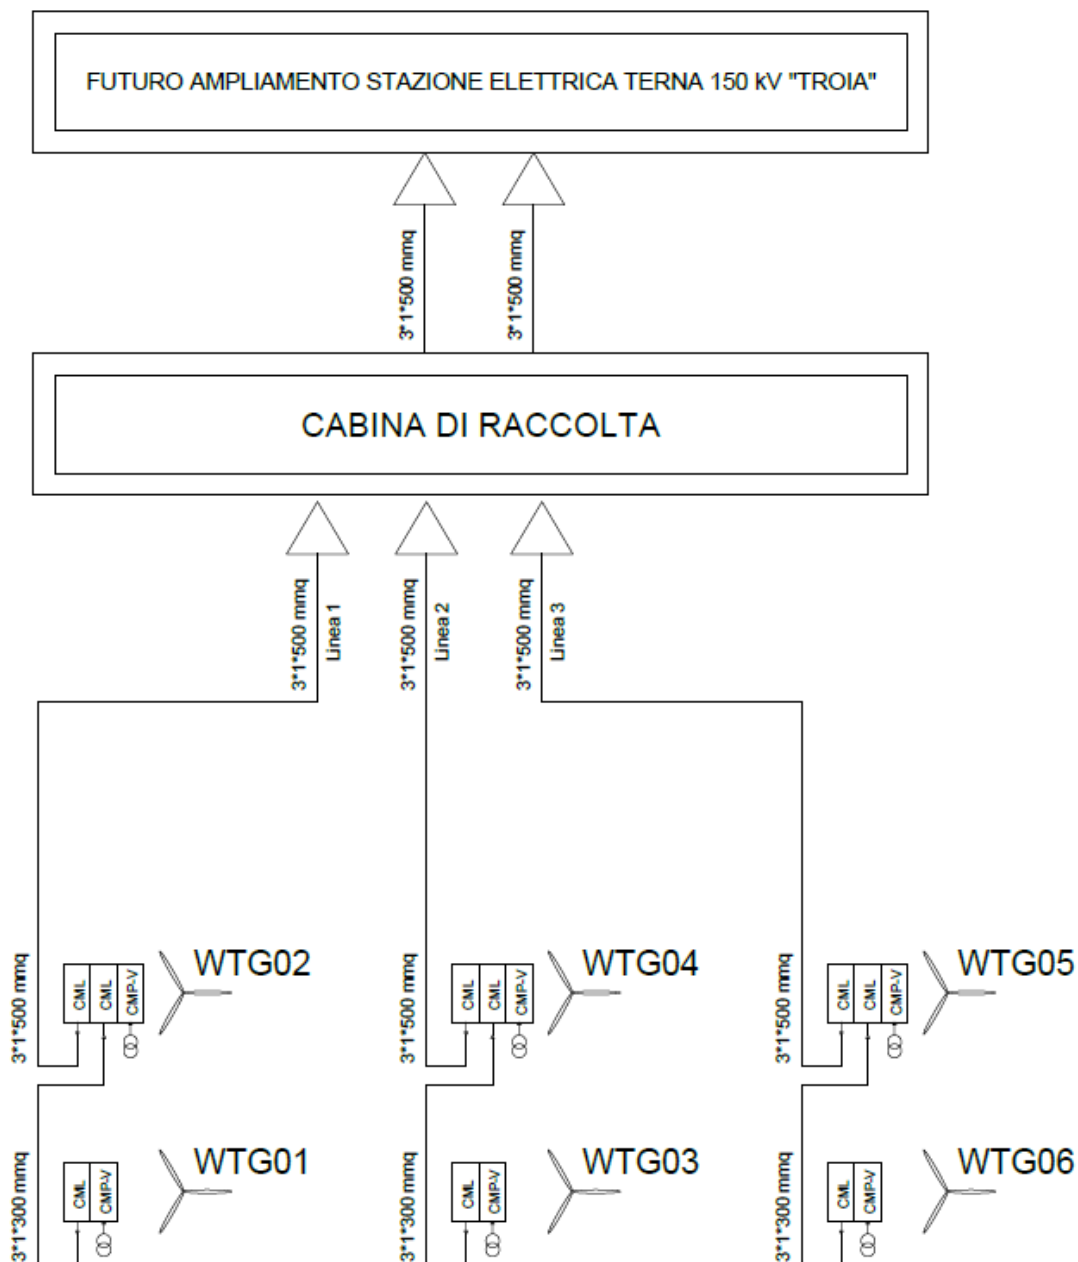 FUTURO AMPLIAMENTO STAZIONE ELETTRICA TERNA 150 kV "TROIA"
3*1*500 mmq
3*1*500 mmq
CABINA DI RACCOLTA
3*1*500 mmq
Linea 1
3*1*500 mmq
Linea 2
3*1*500 mmq
Linea 3
3*1*500 mmq
CML
CML
CMP-V
WTG02
3*1*500 mmq
CML
CML
CMP-V
WTG04
3*1*500 mmq
CML
CML
CMP-V
WTG05
3*1*300 mmq
CML
CMP-V
WTG01
3*1*300 mmq
CML
CMP-V
WTG03
3*1*300 mmq
CML
CMP-V
WTG06